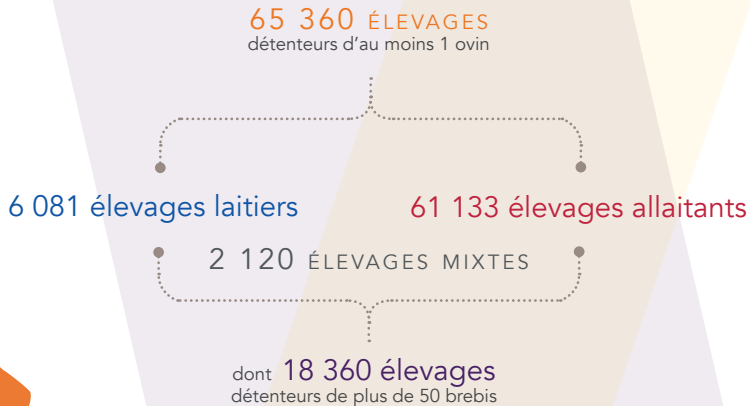 65 360 ÉLEVAGES
détenteurs d'au moins 1 ovin
6 081 élevages laitiers
61 133 élevages allaitants
2 120 ÉLEVAGES MIXTES
dont 18 360 élevages
détenteurs de plus de 50 brebis